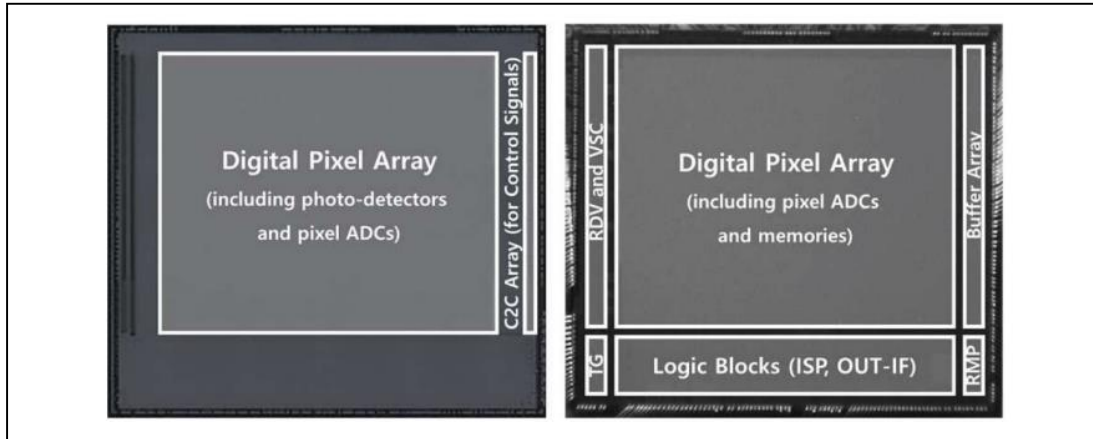 Digital Pixel Array
(including photo-detectors
and pixel ADCs)
C2C Array (for Control Signals)
RDV and VSC
Digital Pixel Array
(including pixel ADCs
and memories)
Buffer Array
TG
Logic Blocks (ISP, OUT-IF)
RMP